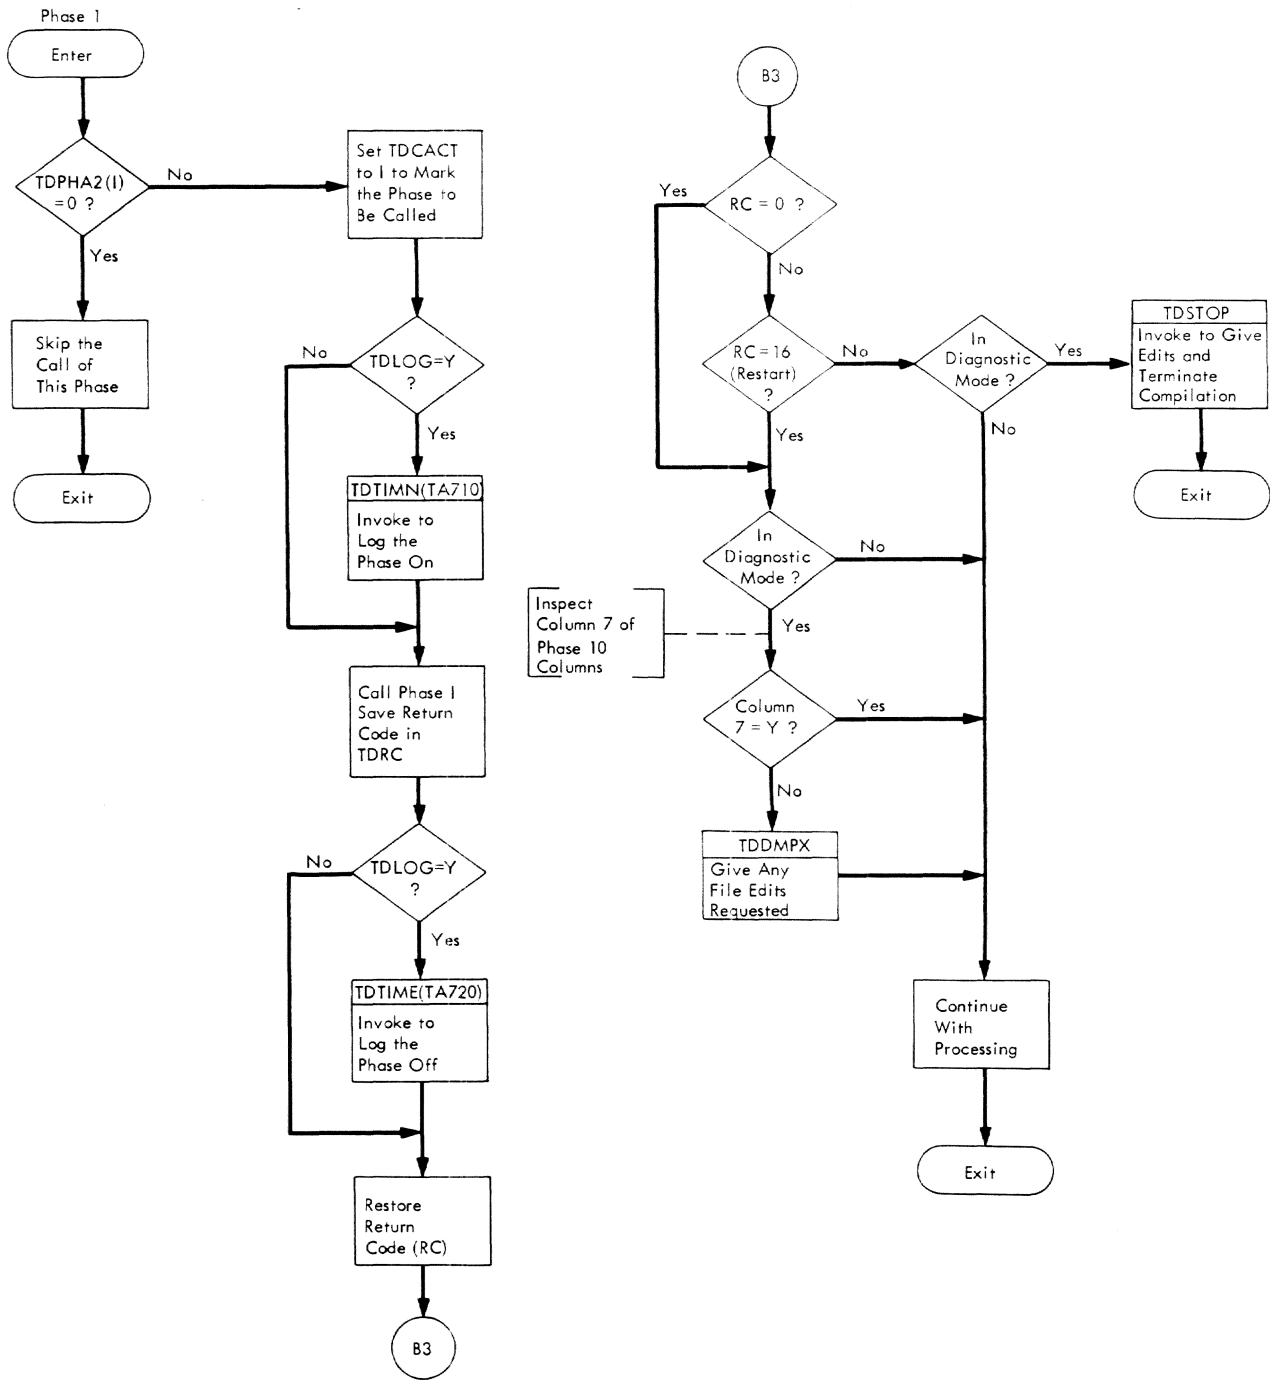 Phase 1
Enter
TDPHA2(I)
=0 ?
No
Yes
Skip the
Call of
This Phase
Exit
Set TDCACT
to I to Mark
the Phase to
Be Called
TDLOG=Y
?
No
Yes
TDTIMN(TA710)
Invoke to
Log the
Phase On
Call Phase I
Save Return
Code in
TDRC
TDLOG=Y
?
No
Yes
TDTIME(TA720)
Invoke to
Log the
Phase Off
Restore
Return
Code (RC)
B3
B3
RC = 0 ?
Yes
No
RC = 16
(Restart)
?
No
Yes
In
Diagnostic
Mode ?
Yes
No
TDSTOP
Invoke to Give
Edits and
Terminate
Compilation
Exit
In
Diagnostic
Mode ?
No
Yes
Inspect
Column 7 of
Phase 10
Columns
Column
7 = Y ?
Yes
No
TDDMPX
Give Any
File Edits
Requested
Continue
With
Processing
Exit